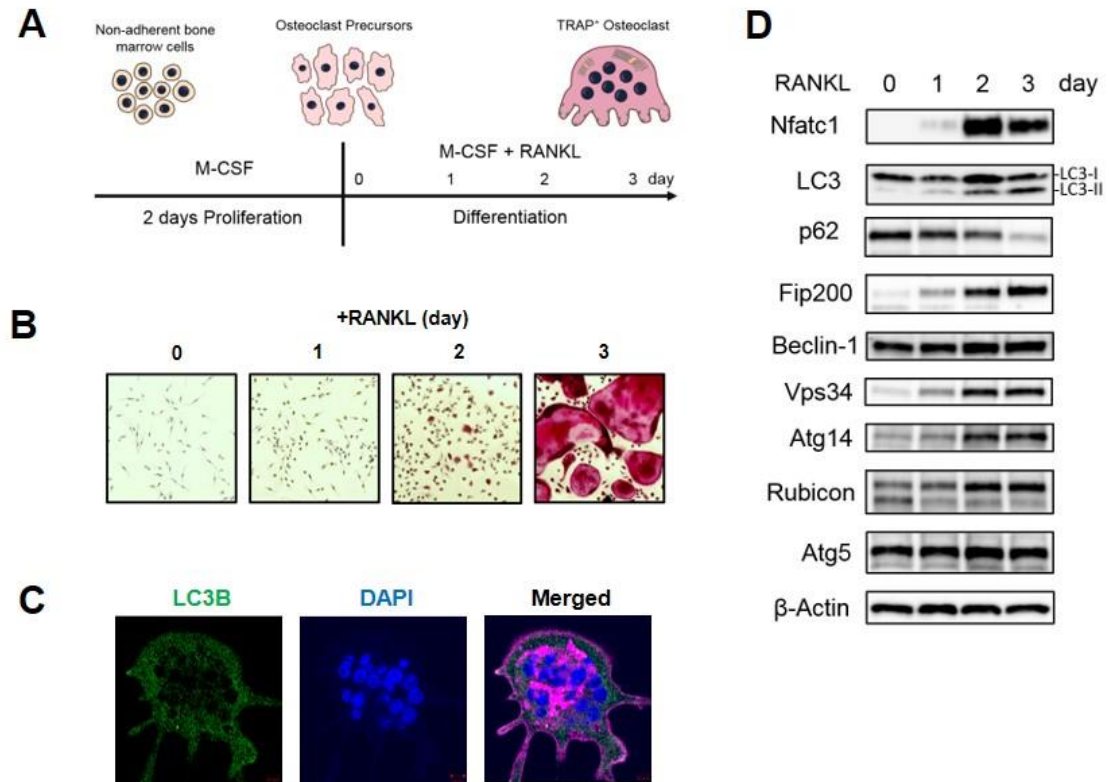 A
Non-adherent bone
marrow cells
Osteoclast Precursors
TRAP⁺ Osteoclast
M-CSF
M-CSF + RANKL
0 1 2 3 day
2 days Proliferation
Differentiation
B
+RANKL (day)
0 1 2 3
C
LC3B DAPI Merged
D
RANKL 0 1 2 3 day
Nfatc1
LC3
LC3-I
LC3-II
p62
Fip200
Beclin-1
Vps34
Atg14
Rubicon
Atg5
β-Actin